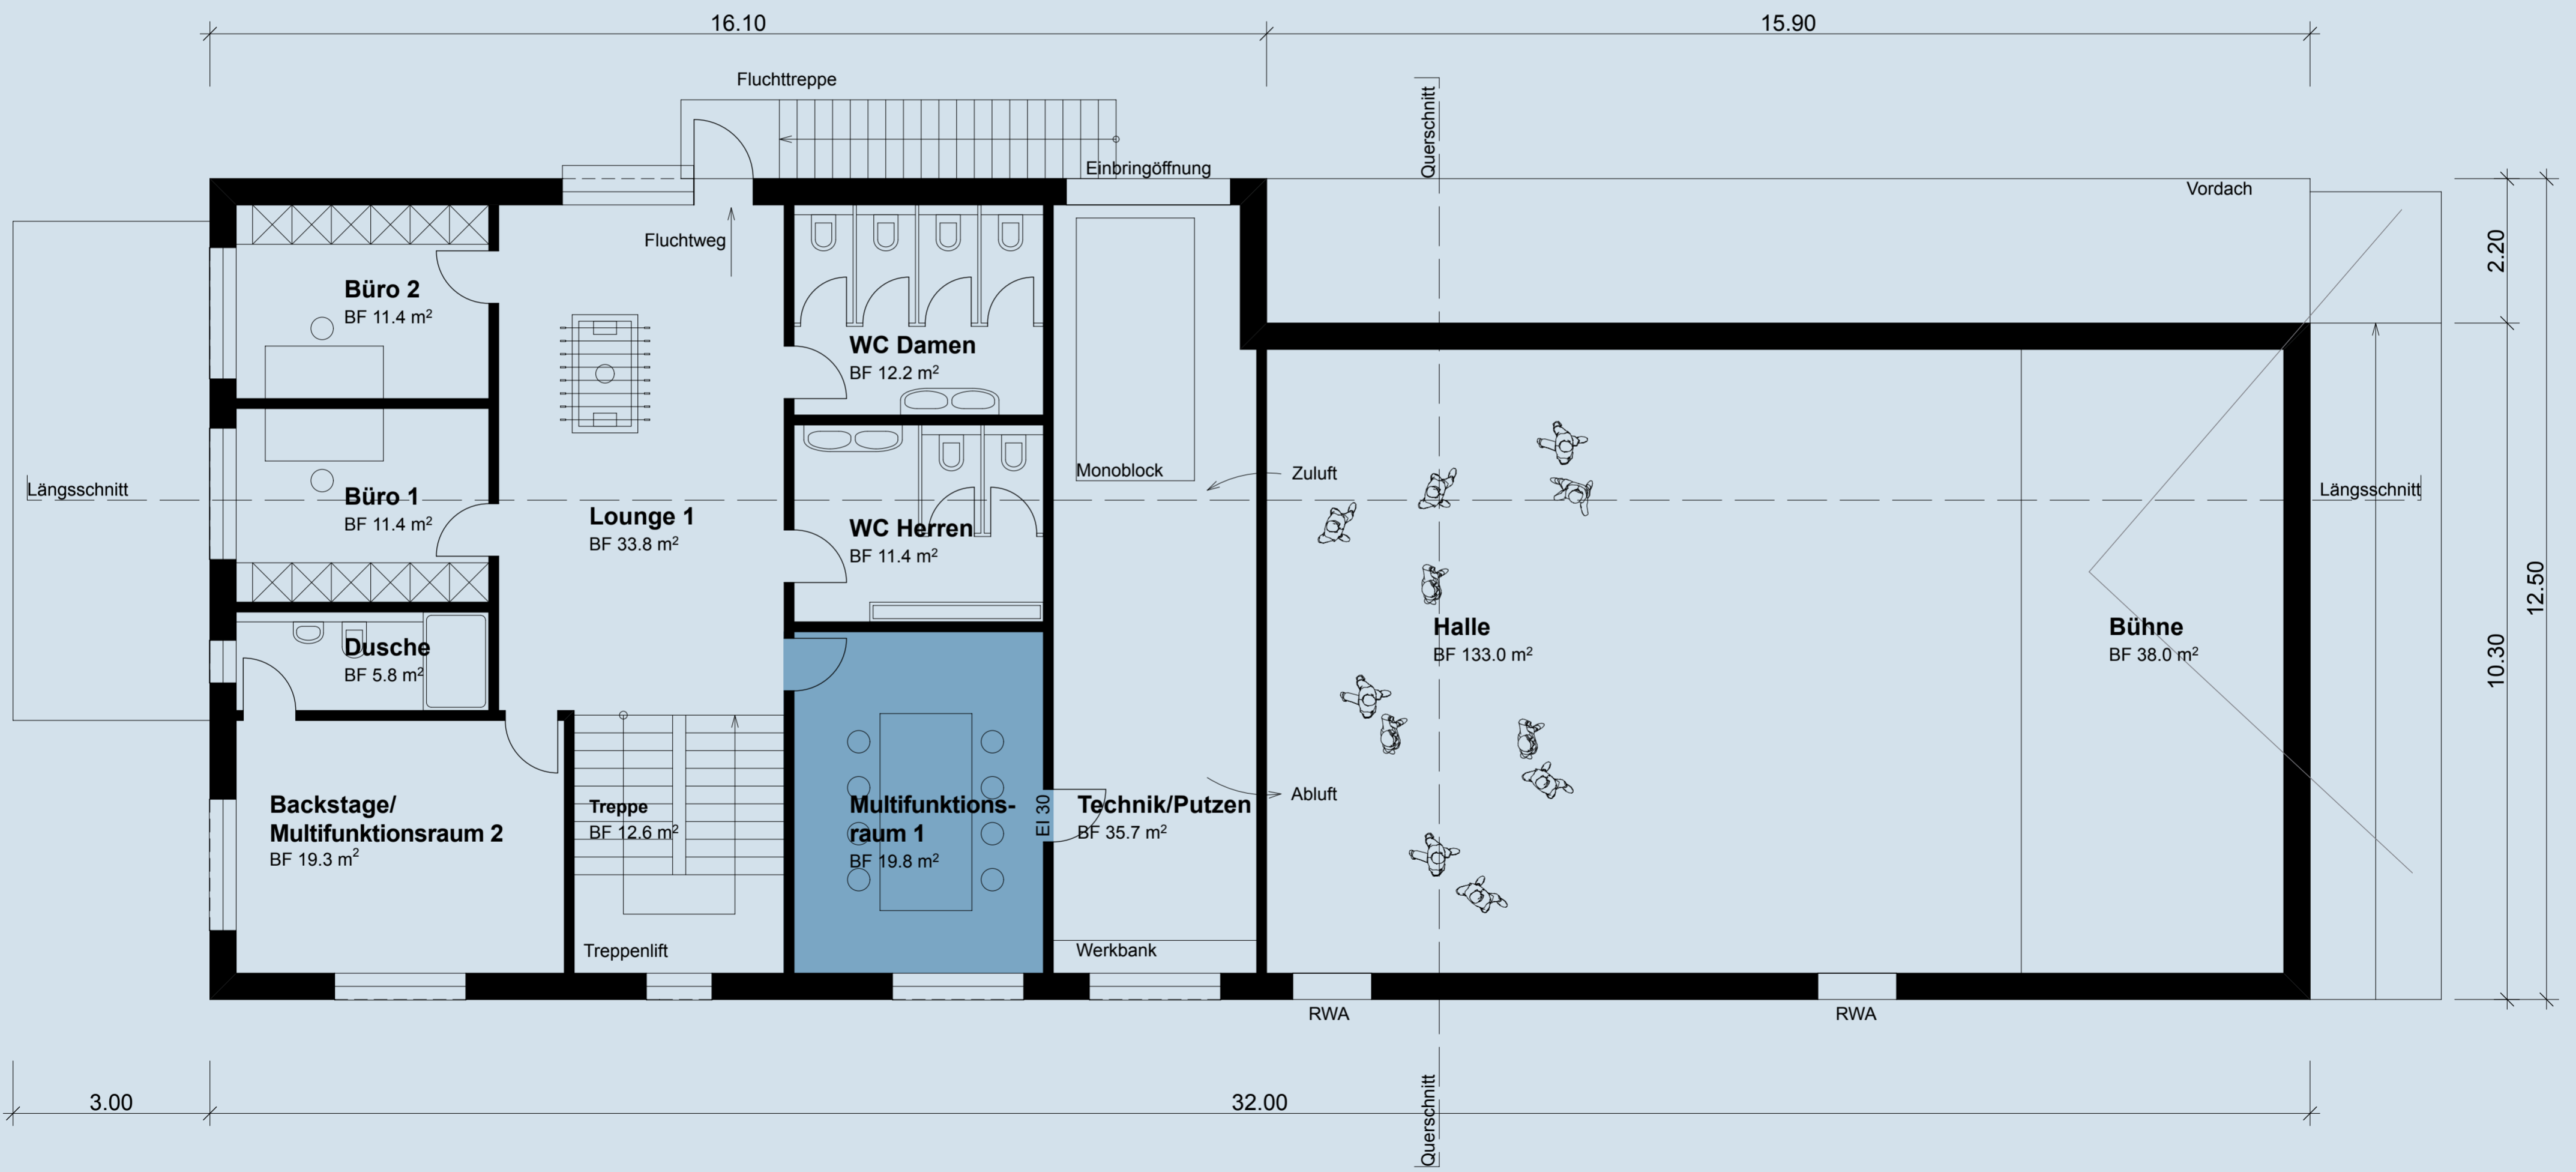 16.10
15.90
Fluchttreppe
Querschnitt
Einbringöffnung
Vordach
Fluchtweg
2.20
Büro 2
BF 11.4 m²
WC Damen
BF 12.2 m²
Monoblock
Zuluft
Längsschnitt
Längsschnitt
Büro 1
BF 11.4 m²
Lounge 1
BF 33.8 m²
WC Herren
BF 11.4 m²
12.50
Halle
BF 133.0 m²
Bühne
BF 38.0 m²
10.30
Dusche
BF 5.8 m²
Abluft
Backstage/
Multifunktionsraum 2
BF 19.3 m²
Treppe
BF 12.6 m²
Multifunktions-
raum 1
BF 19.8 m²
EI 30
Technik/Putzen
BF 35.7 m²
Treppenlift
Werkbank
RWA
RWA
3.00
32.00
Querschnitt